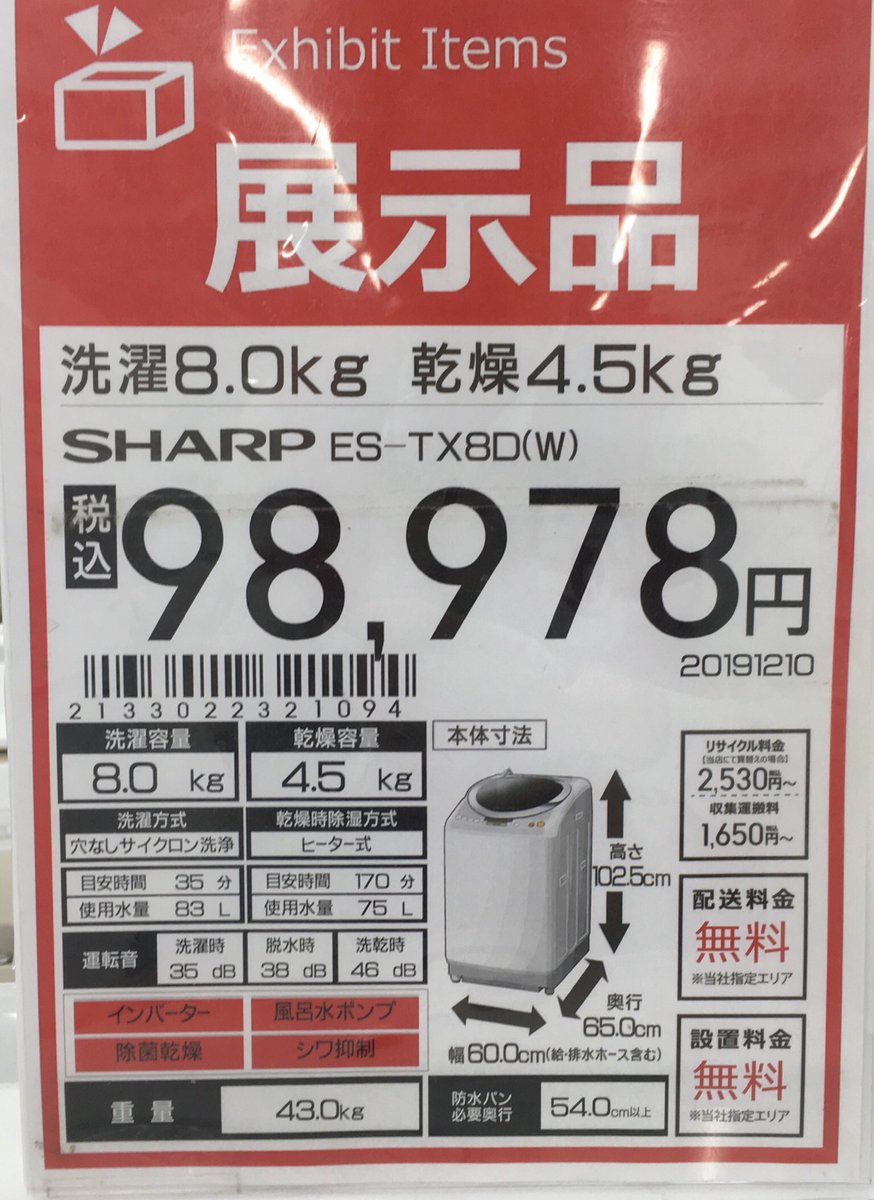 Exhibit Items
展示品
洗濯8.0kg 乾燥4.5kg
SHARP ES-TX8D(W)
税込
98,978円
20191210
2133022321094
洗濯容量
8.0 kg
乾燥容量
4.5 kg
洗濯方式
穴なしサイクロン洗浄
乾燥時除湿方式
ヒーター式
目安時間 35 分
使用水量 83 L
目安時間 170 分
使用水量 75 L
運転音
洗濯時
35 dB
脱水時
38 dB
洗乾時
46 dB
インバーター
風呂水ポンプ
除菌乾燥
シワ抑制
重量
43.0kg
本体寸法
高さ
102.5cm
奥行
65.0cm
幅60.0cm(給・排水ホース含む)
防水パン
必要奥行
54.0cm以上
リサイクル料金
【当店にて買替えの場合】
2,530円税込～
収集運搬料
1,650円税込～
配送料金
無料
※当社指定エリア
設置料金
無料
※当社指定エリア